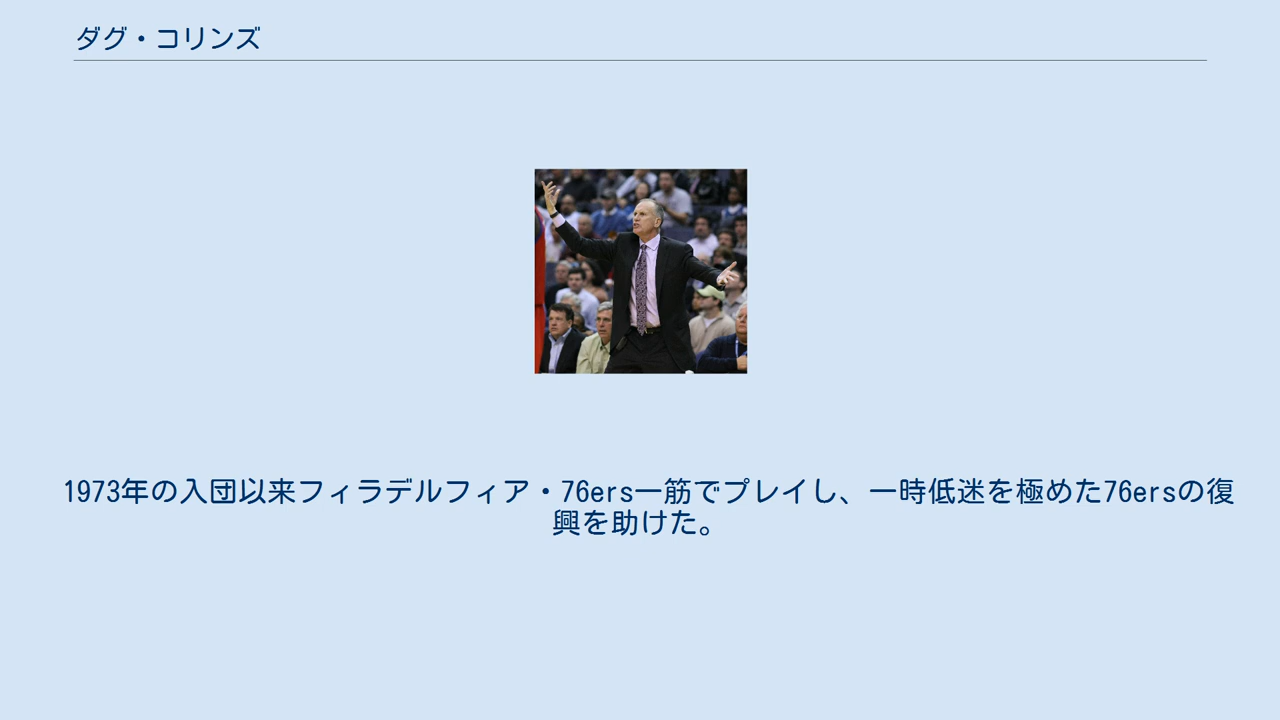 ダグ・コリンズ
1973年の入団以来フィラデルフィア・76ers一筋でプレイし、一時低迷を極めた76ersの復
興を助けた。